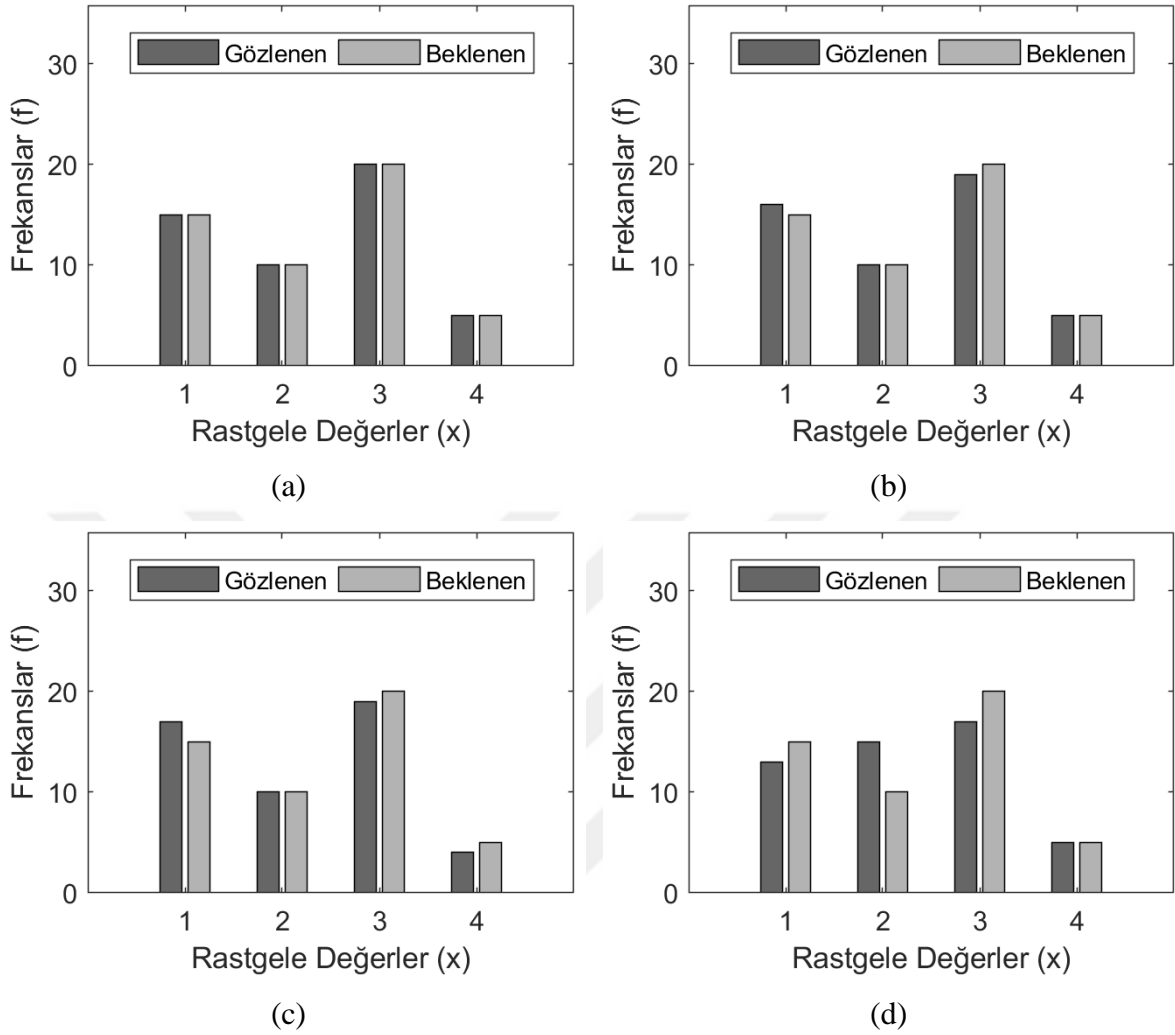 Gözlenen Beklenen
30
20
10
0
Frekanslar (f)
1 2 3 4
Rastgele Değerler (x)
(a)
Gözlenen Beklenen
30
20
10
0
Frekanslar (f)
1 2 3 4
Rastgele Değerler (x)
(b)
Gözlenen Beklenen
30
20
10
0
Frekanslar (f)
1 2 3 4
Rastgele Değerler (x)
(c)
Gözlenen Beklenen
30
20
10
0
Frekanslar (f)
1 2 3 4
Rastgele Değerler (x)
(d)